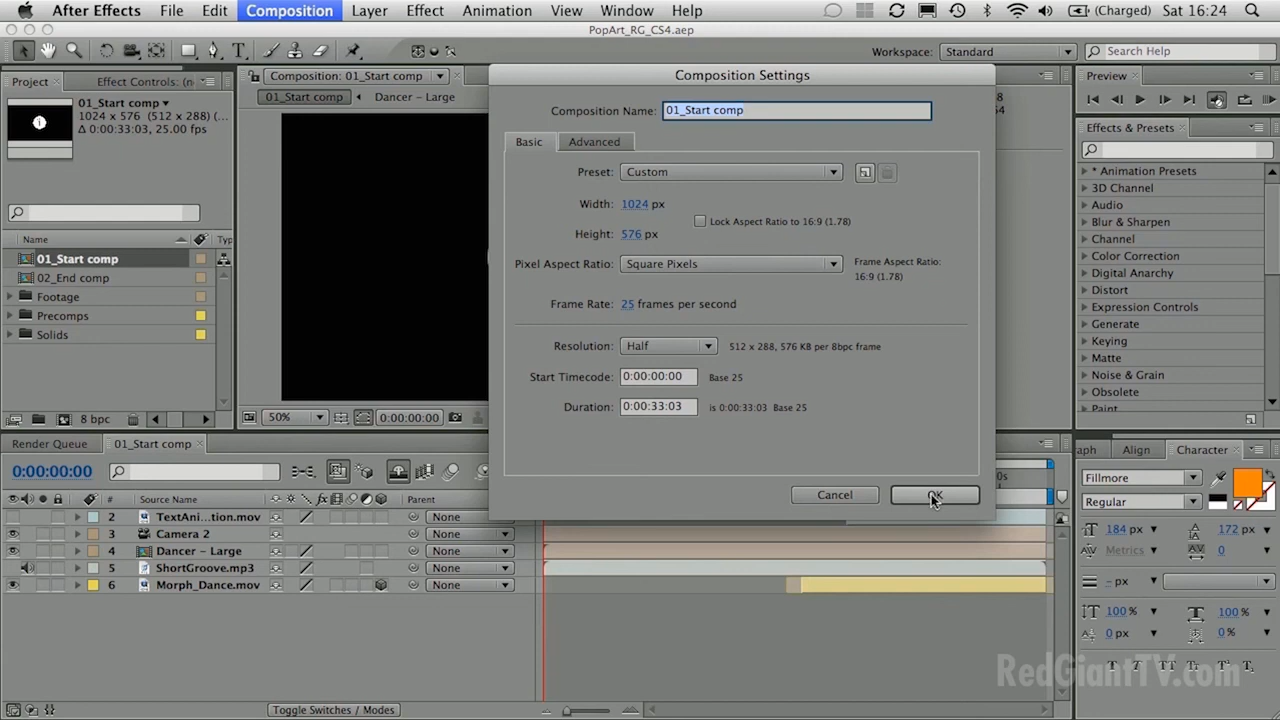 After Effects File Edit Composition Layer Effect Animation View Window Help (Charged) Sat 16:24
PopArt_RG_CS4.aep
Workspace: Standard Search Help
Project Effect Controls: (n
Composition: 01_Start comp
01_Start comp Dancer – Large
01_Start comp
1024 x 576 (512 x 288) ...
Δ 0:00:33:03, 25.00 fps
Name Typ
01_Start comp
02_End comp
Footage
Precomps
Solids
8 bpc
50% 0:00:00:00
Composition Settings
Composition Name: 01_Start comp
Basic Advanced
Preset: Custom
Width: 1024 px
Lock Aspect Ratio to 16:9 (1.78)
Height: 576 px
Pixel Aspect Ratio: Square Pixels
Frame Aspect Ratio:
16:9 (1.78)
Frame Rate: 25 frames per second
Resolution: Half 512 x 288, 576 KB per 8bpc frame
Start Timecode: 0:00:00:00 Base 25
Duration: 0:00:33:03 is 0:00:33:03 Base 25
Cancel OK
Preview
Effects & Presets
* Animation Presets
3D Channel
Audio
Blur & Sharpen
Channel
Color Correction
Digital Anarchy
Distort
Expression Controls
Generate
Keying
Matte
Noise & Grain
Obsolete
Paint
Render Queue 01_Start comp
0:00:00:00
# Source Name Parent
2 TextAni...tion.mov None
3 Camera 2 None
4 Dancer – Large None
5 ShortGroove.mp3 None
6 Morph_Dance.mov None
Toggle Switches / Modes
aph Align Character
Fillmore
Regular
184 px 172 px
Metrics 0
– px
100% 100%
0 px 0%
T T TT Tr T¹ T₁
RedGiantTV.com